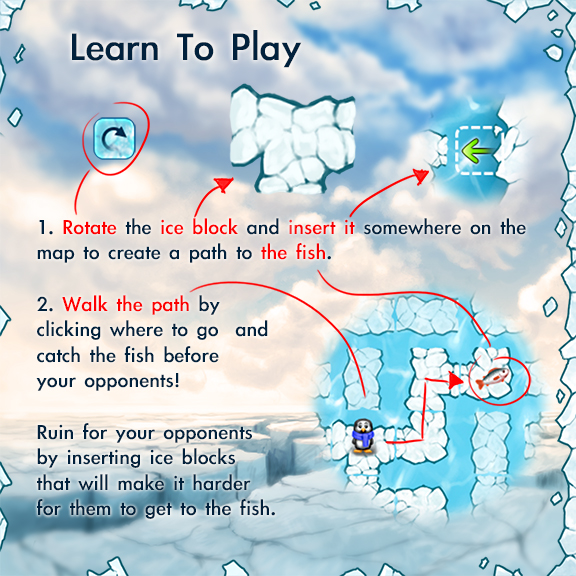 Learn To Play
1. Rotate the ice block and insert it somewhere on the
map to create a path to the fish.
2. Walk the path by
clicking where to go and
catch the fish before
your opponents!
Ruin for your opponents
by inserting ice blocks
that will make it harder
for them to get to the fish.